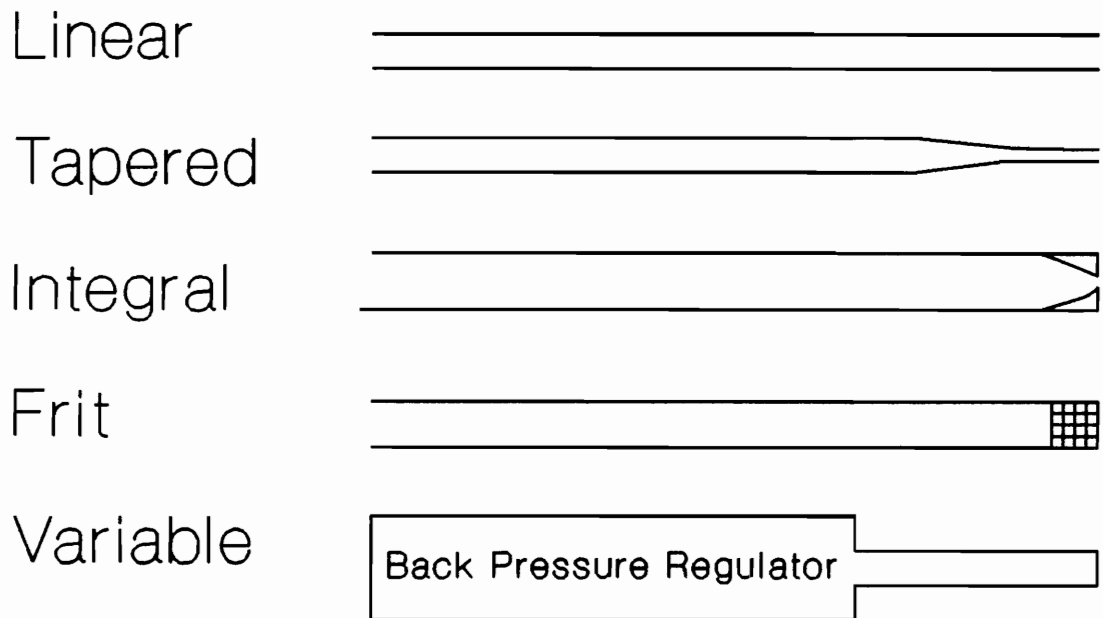 Linear
Tapered
Integral
Frit
Variable
Back Pressure Regulator